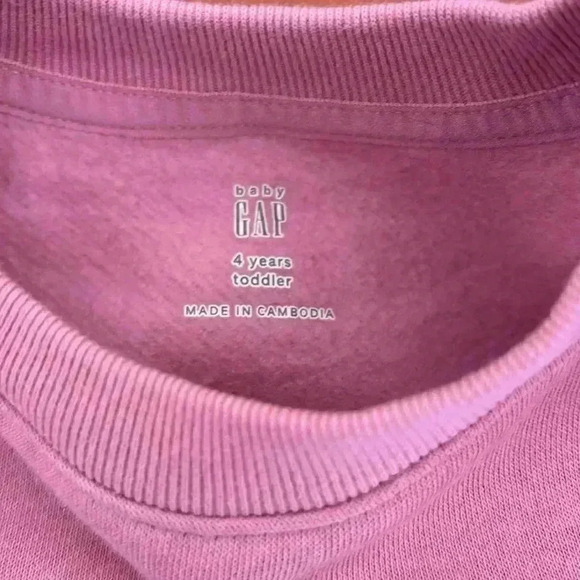 baby
GAP
4 years
toddler
MADE IN CAMBODIA